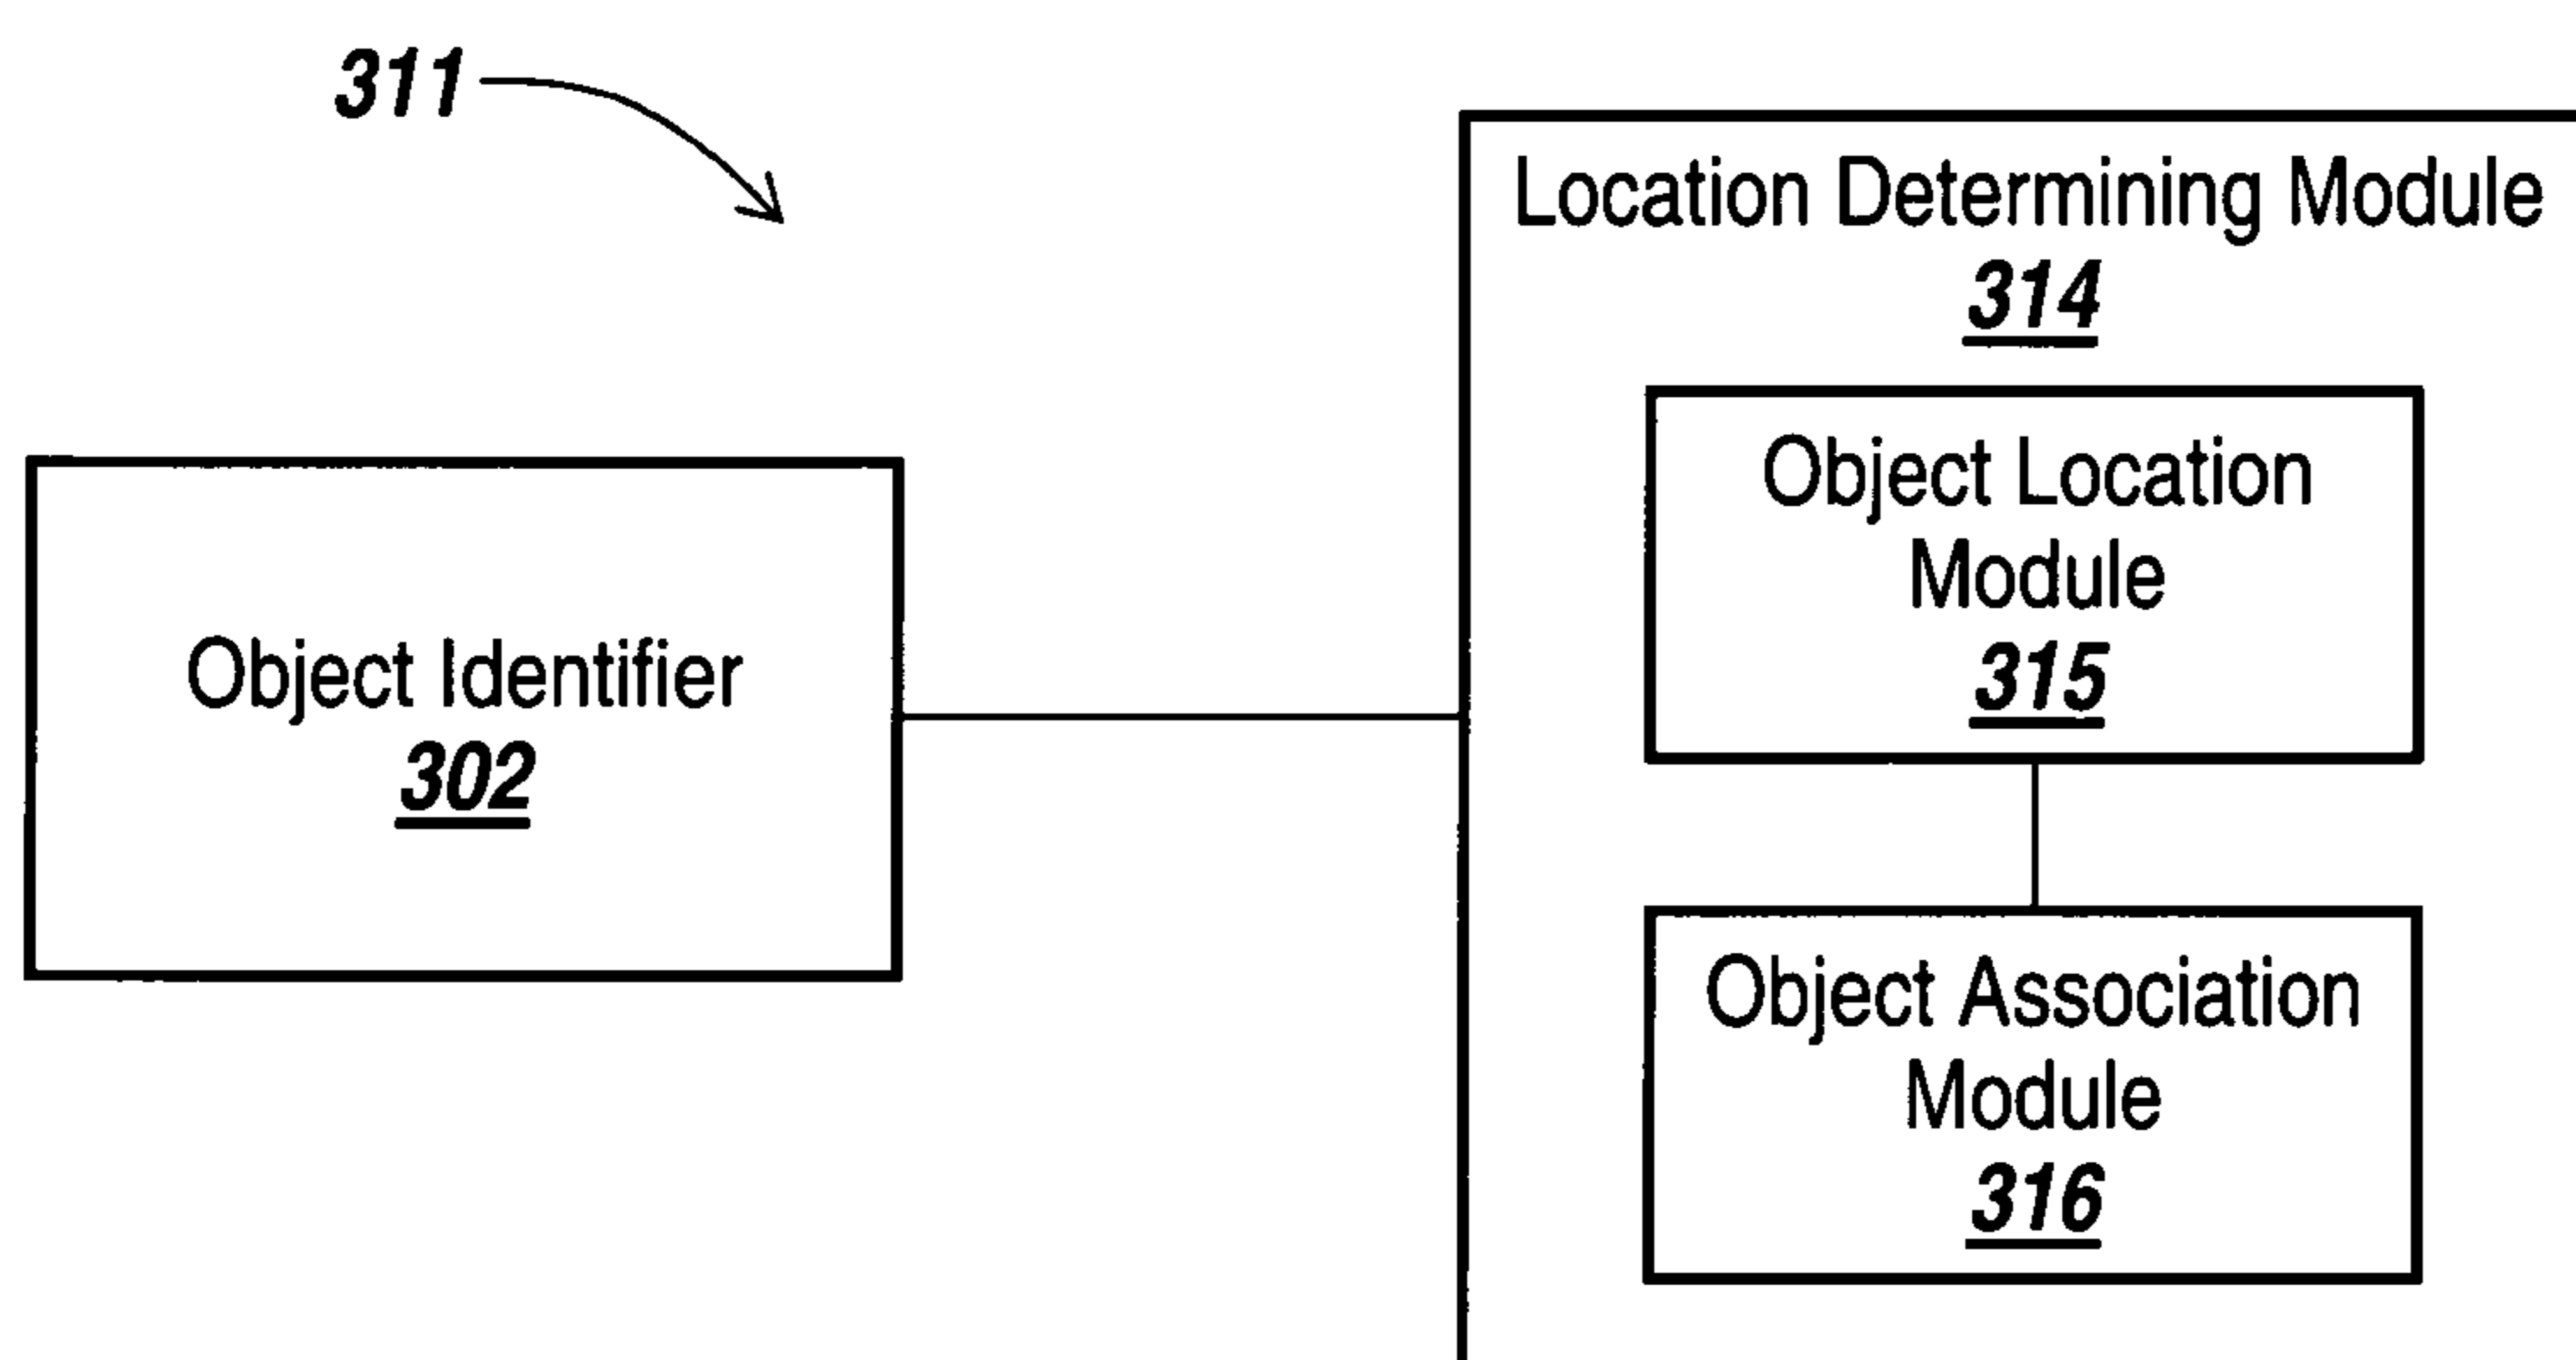 311
Location Determining Module
314
Object Location
Module
315
Object Identifier
302
Object Association
Module
316